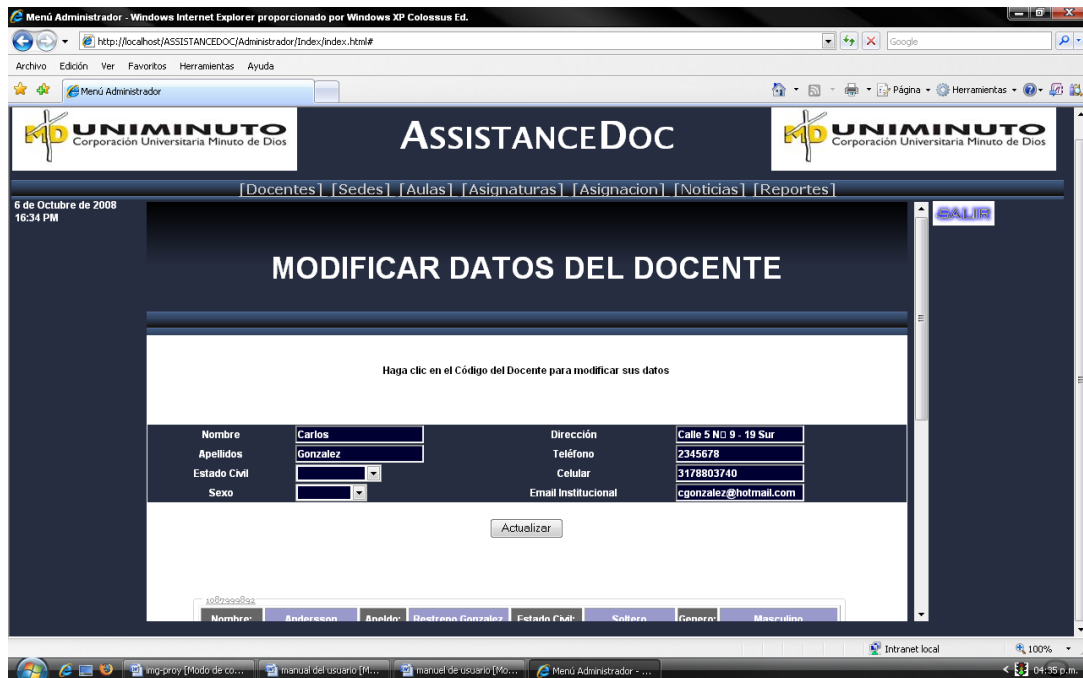 Menú Administrador - Windows Internet Explorer proporcionado por Windows XP Colossus Ed.
http://localhost/ASSISTANCEDOC/Administrador/Index/index.html#
Google
Archivo Edición Ver Favoritos Herramientas Ayuda
Menú Administrador
Página Herramientas
UNIMINUTO
Corporación Universitaria Minuto de Dios
ASSISTANCEDOC
UNIMINUTO
Corporación Universitaria Minuto de Dios
[Docentes] [Sedes] [Aulas] [Asignaturas] [Asignacion] [Noticias] [Reportes]
6 de Octubre de 2008
16:34 PM
SALIR
MODIFICAR DATOS DEL DOCENTE
Haga clic en el Código del Docente para modificar sus datos
Nombre Carlos Dirección Calle 5 N□ 9 - 19 Sur
Apellidos Gonzalez Teléfono 2345678
Estado Civil Celular 3178803740
Sexo Email Institucional cgonzalez@hotmail.com
Actualizar
1087999892
Nombre: Andersson Apeldo: Restrepo Gonzalez Estado Civil: Soltero Genero: Masculino
Intranet local 100%
img-proy [Modo de co... manual del usuario [M... manuel de usuario [Mo... Menú Administrador - ... 04:35 p.m.